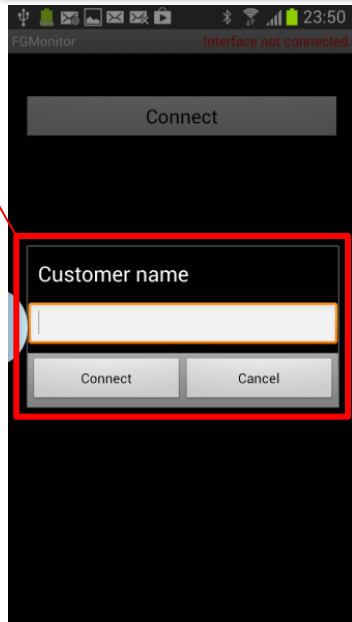 23:50
FGMonitor Interface not connected
Connect
Customer name
Connect Cancel